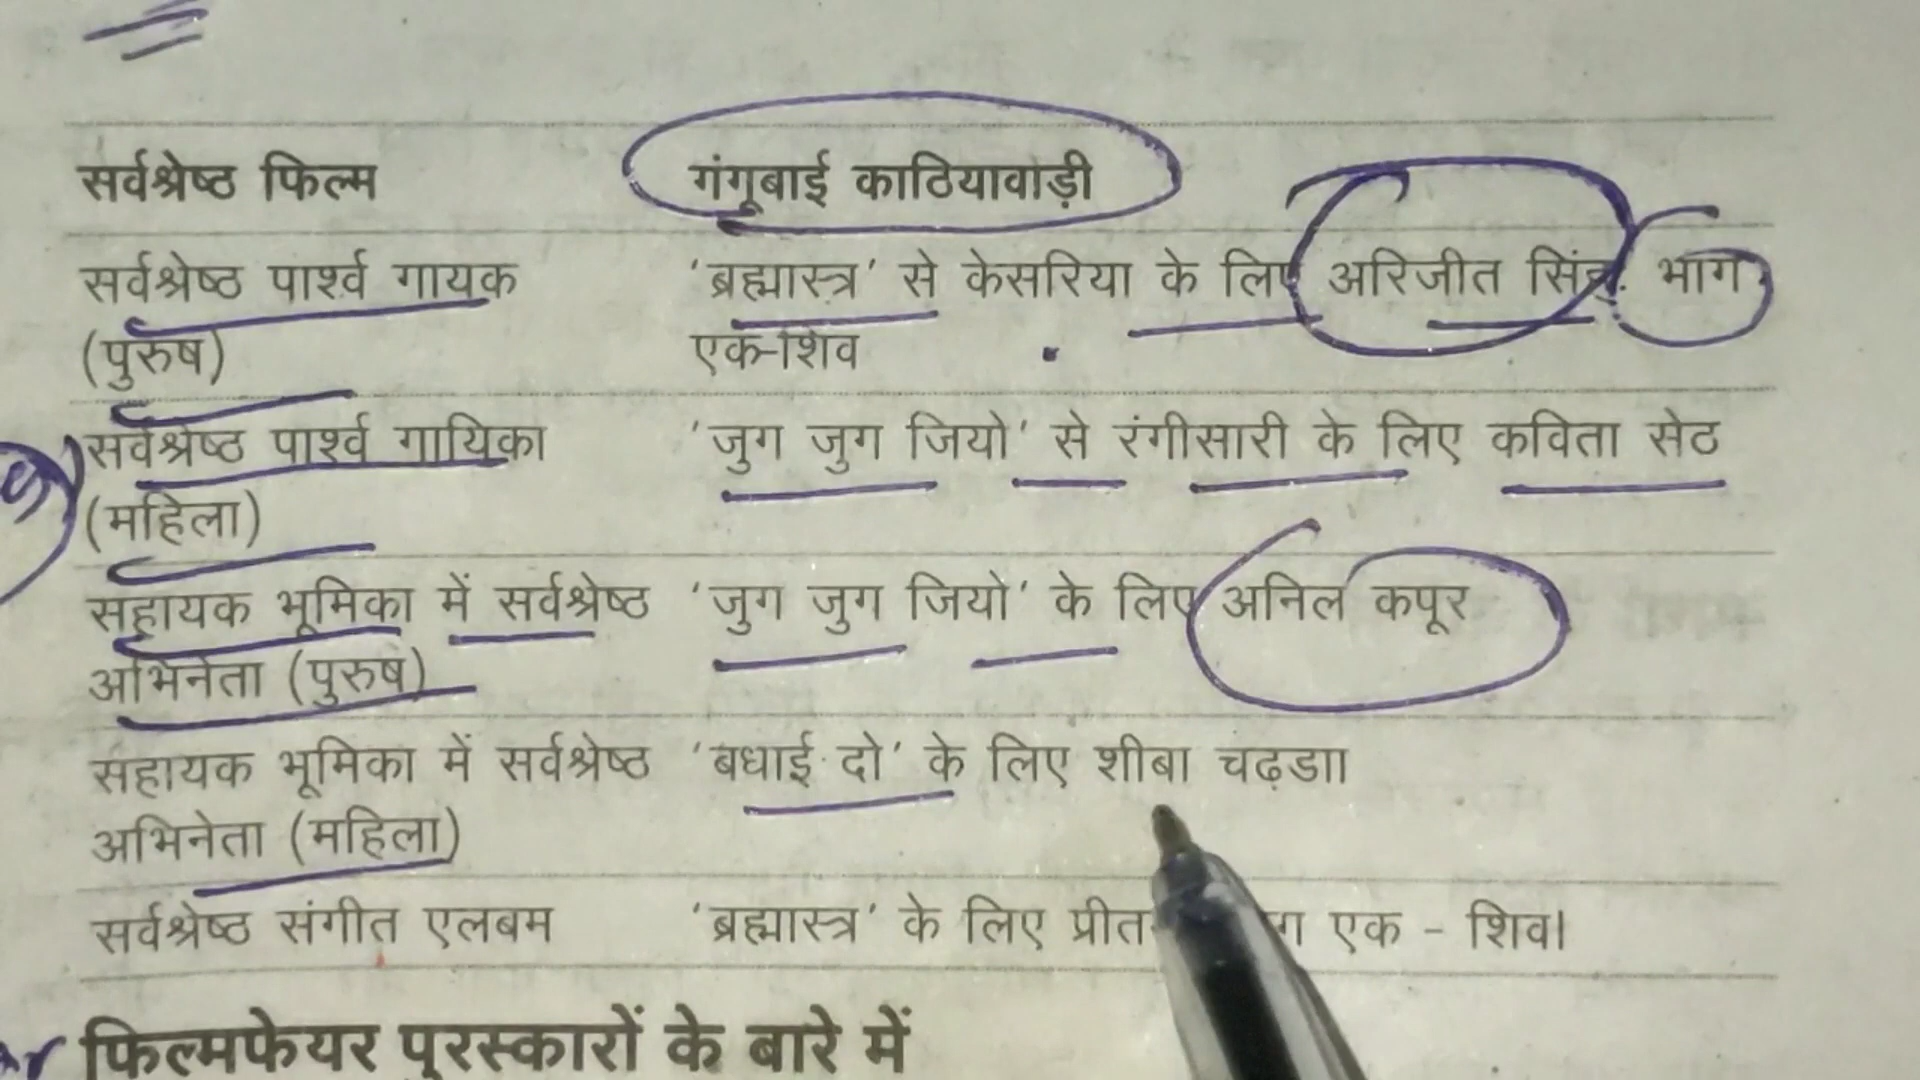 सर्वश्रेष्ठ फिल्म गंगूबाई काठियावाड़ी
सर्वश्रेष्ठ पार्श्व गायक 'ब्रह्मास्त्र' से केसरिया के लिए अरिजीत सिंह. भाग
(पुरुष) एक-शिव
सर्वश्रेष्ठ पार्श्व गायिका 'जुग जुग जियो' से रंगीसारी के लिए कविता सेठ
(महिला)
सहायक भूमिका में सर्वश्रेष्ठ 'जुग जुग जियो' के लिए अनिल कपूर
अभिनेता (पुरुष)
सहायक भूमिका में सर्वश्रेष्ठ 'बधाई दो' के लिए शीबा चढ़डाा
अभिनेता (महिला)
सर्वश्रेष्ठ संगीत एलबम 'ब्रह्मास्त्र' के लिए एक - शिव।
फिल्मफेयर पुरस्कारों के बारे में